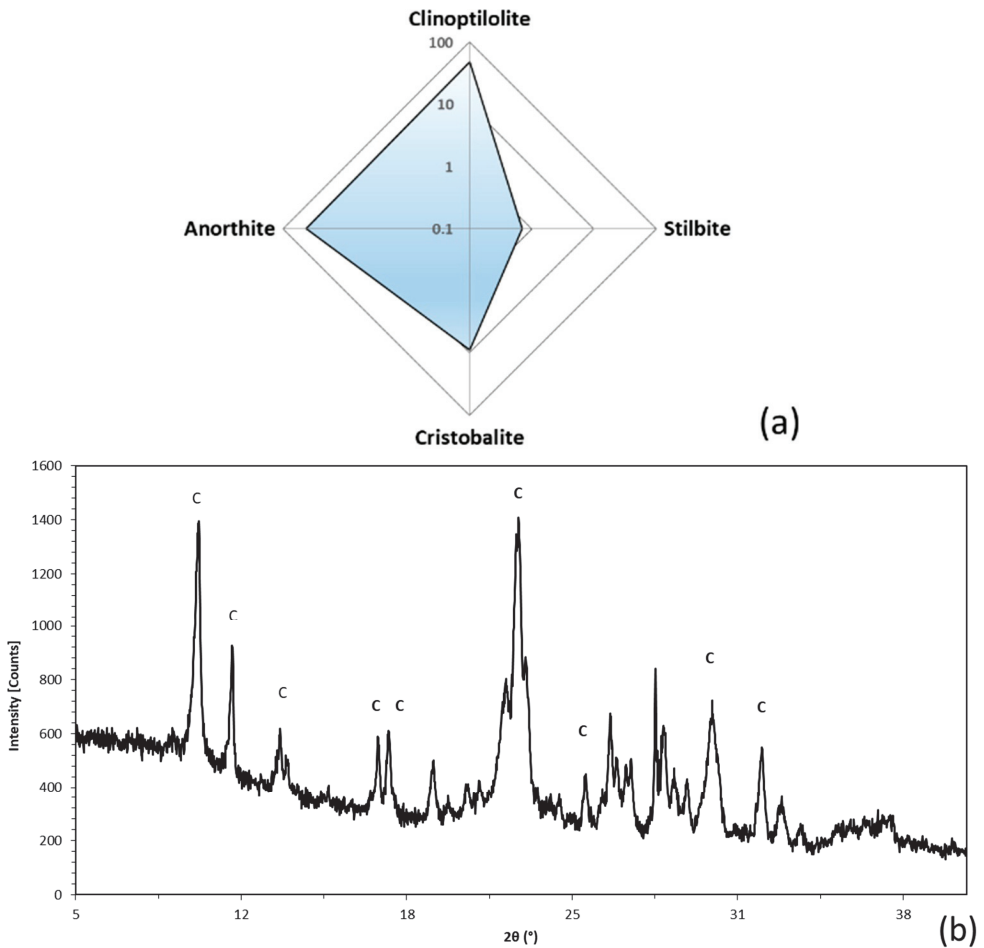 Clinoptilolite
100
10
1
Anorthite 0.1 Stilbite
Cristobalite
(a)
1600
C C
1400
1200
C
1000
C
800
C C C C
C
600
400
200
0
5 12 18 25 31 38
Intensity [Counts]
2θ (°)
(b)